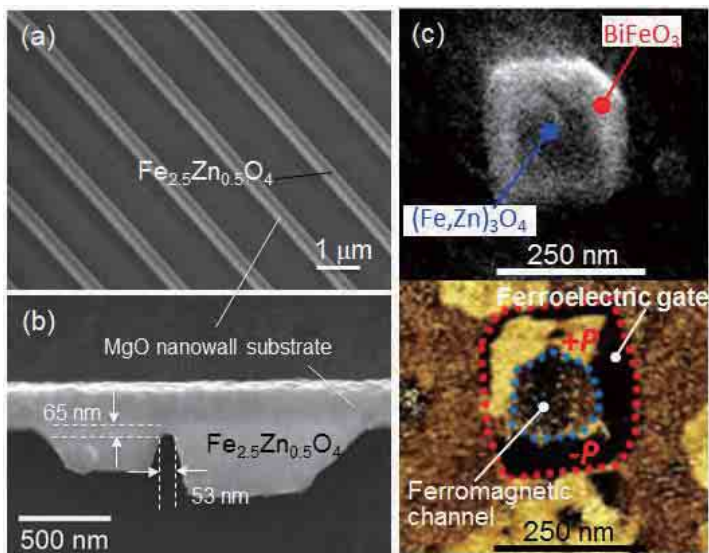 (a)
Fe2.5Zn0.5O4
1 μm
(b)
MgO nanowall substrate
65 nm
Fe2.5Zn0.5O4
53 nm
500 nm
(c)
BiFeO3
(Fe,Zn)3O4
250 nm
Ferroelectric gate
+P
-P
Ferromagnetic
channel
250 nm